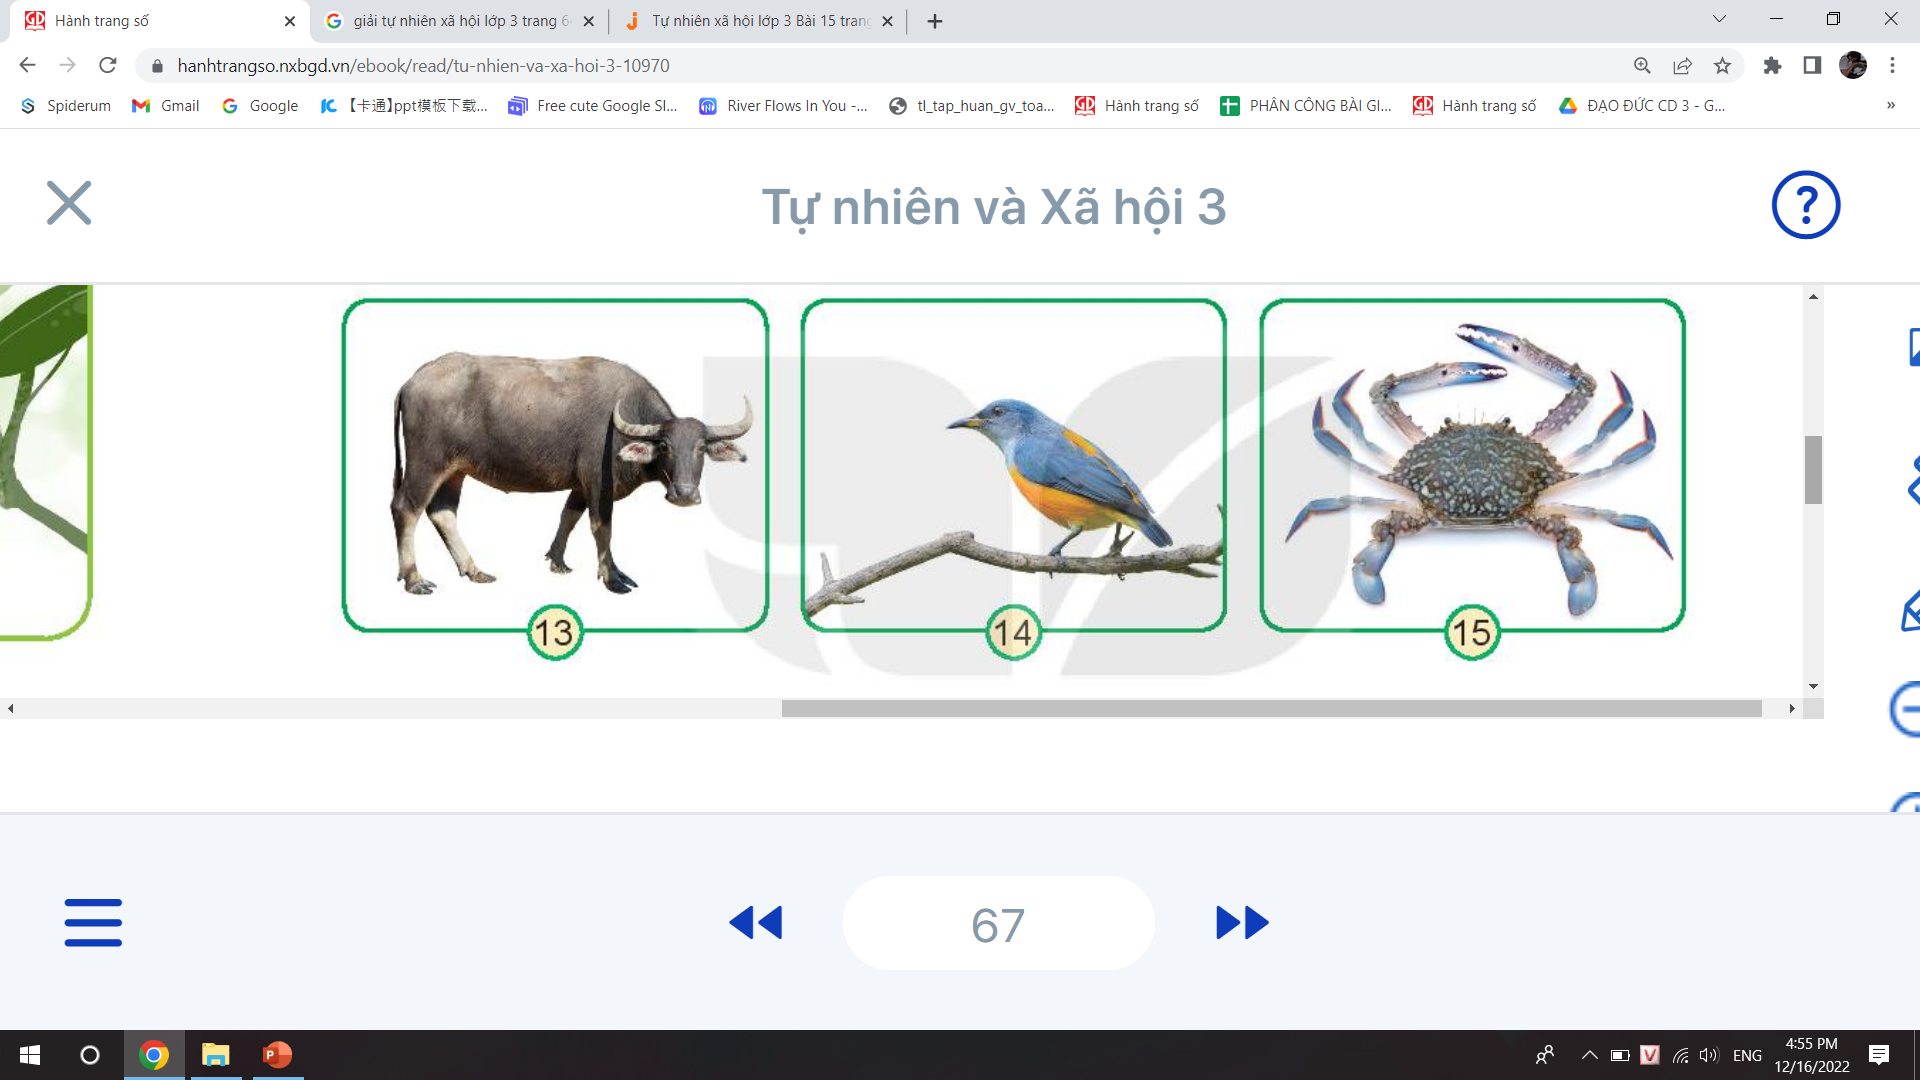 Hành trang số
giải tự nhiên xã hội lớp 3 trang 6
Tự nhiên xã hội lớp 3 Bài 15 trang
hanhtrangso.nxbgd.vn/ebook/read/tu-nhien-va-xa-hoi-3-10970
Spiderum
Gmail
Google
【卡通】ppt模板下载...
Free cute Google Sl...
River Flows In You -...
tl_tap_huan_gv_toa...
Hành trang số
PHÂN CÔNG BÀI GI...
Hành trang số
ĐẠO ĐỨC CD 3 - G...
»
Tự nhiên và Xã hội 3
?
13
14
15
67
ENG
4:55 PM
12/16/2022